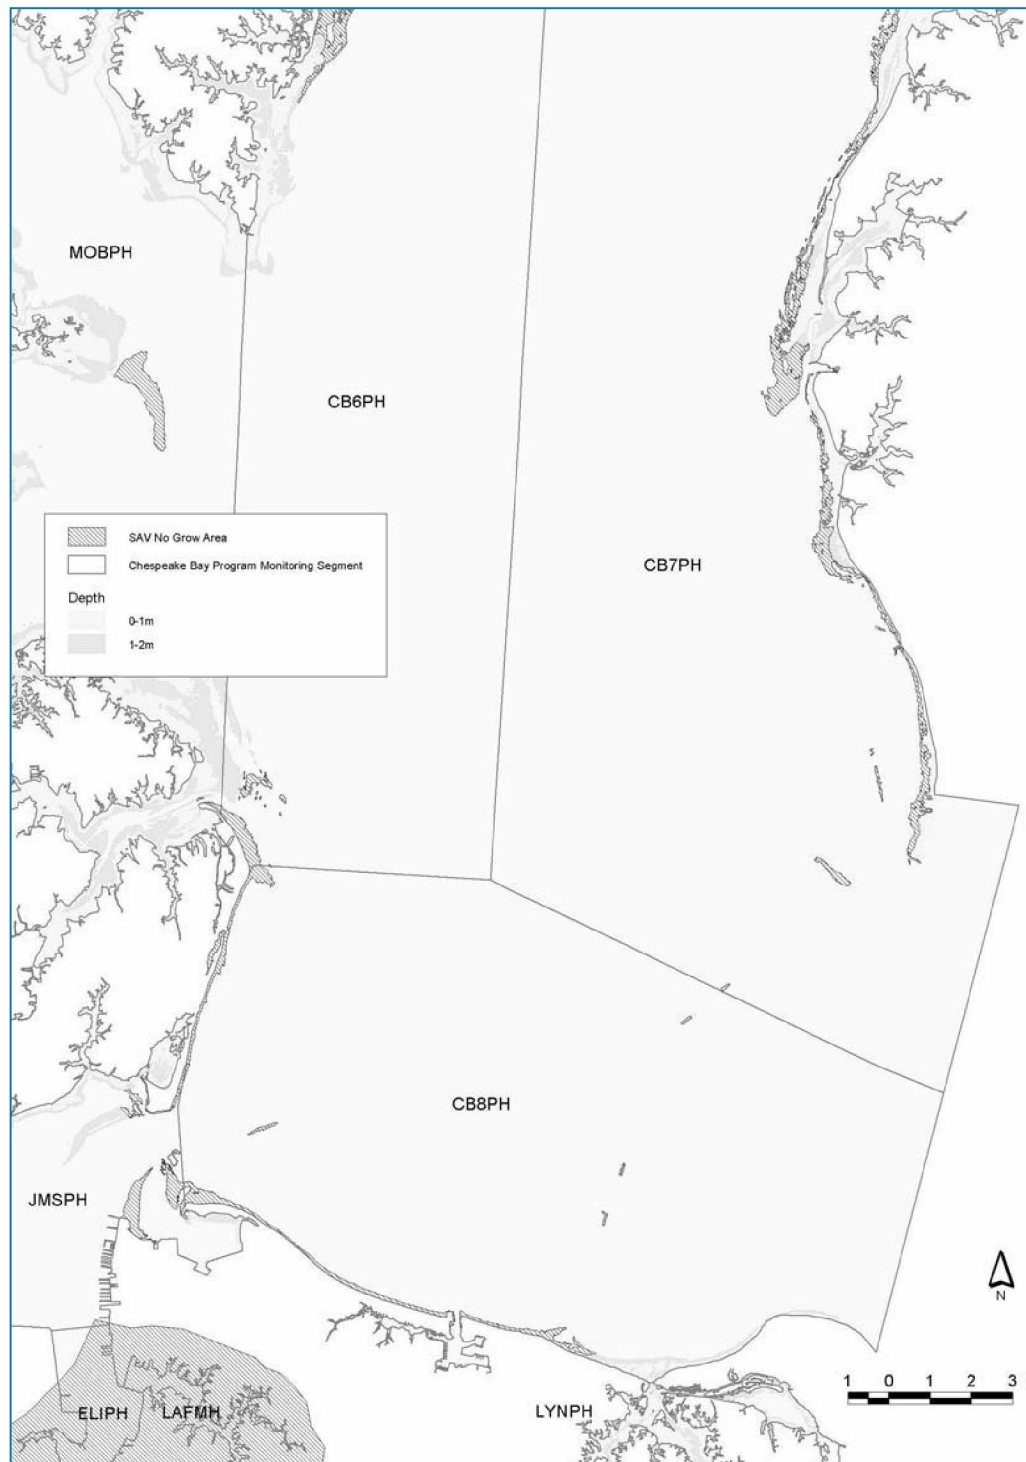 MOBPH
CB6PH
SAV No Grow Area
Chespeake Bay Program Monitoring Segment
Depth
0-1m
1-2m
CB7PH
CB8PH
JMSPH
N
ELIPH
LAFMH
LYNPH
1 0 1 2 3